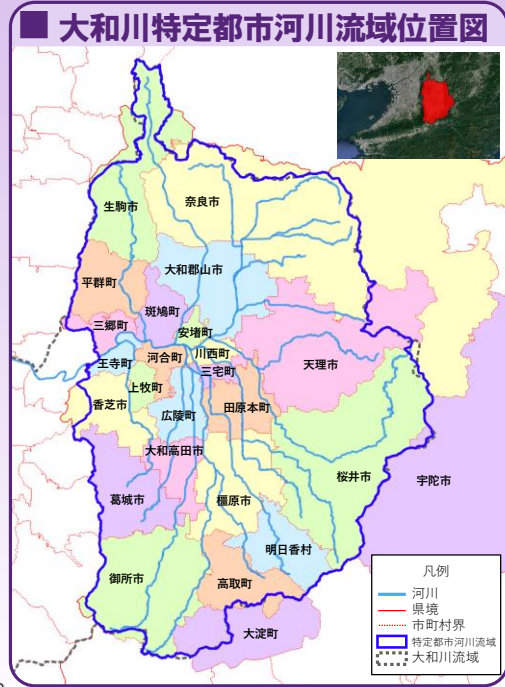 ■ 大和川特定都市河川流域位置図
生駒市
奈良市
平群町
大和郡山市
斑鳩町
三郷町
安堵町
王寺町
河合町
川西町
三宅町
天理市
上牧町
香芝市
広陵町
田原本町
大和高田市
桜井市
宇陀市
葛城市
橿原市
明日香村
御所市
高取町
大淀町
凡例
河川
県境
市町村界
特定都市河川流域
大和川流域